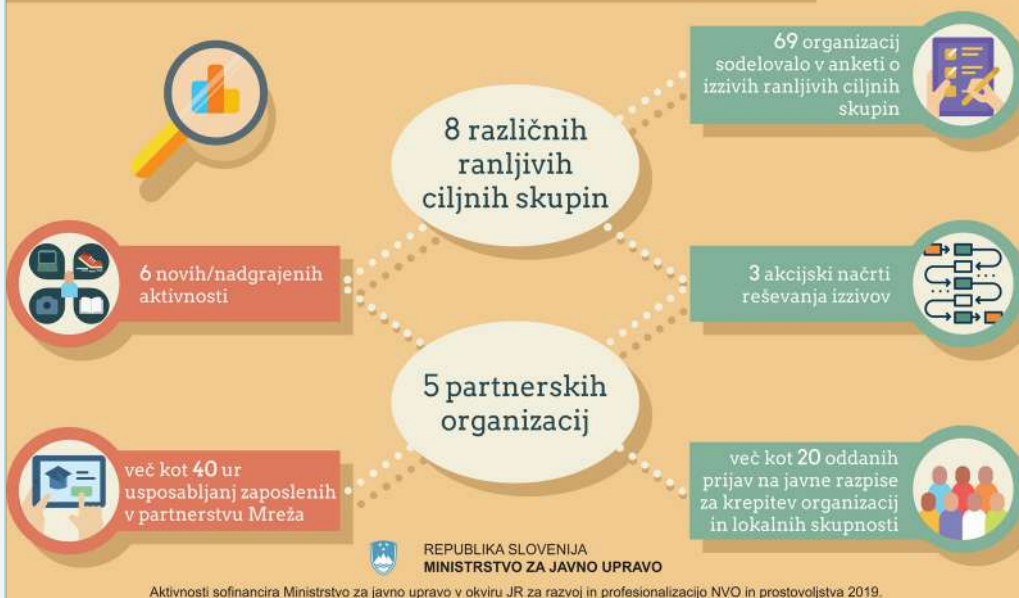 69 organizacij
sodelovalo v anketi o
izzivih ranljivih ciljnih
skupin
8 različnih
ranljivih
ciljnih skupin
6 novih/nadgrajenih
aktivnosti
3 akcijski načrti
reševanja izzivov
5 partnerskih
organizacij
več kot 40 ur
usposabljanj zaposlenih
v partnerstvu Mreža
več kot 20 oddanih
prijav na javne razpise
za krepitev organizacij
in lokalnih skupnosti
REPUBLIKA SLOVENIJA
MINISTRSTVO ZA JAVNO UPRAVO
Aktivnosti sofinancira Ministrstvo za javno upravo v okviru JR za razvoj in profesionalizacijo NVO in prostovoljstva 2019.